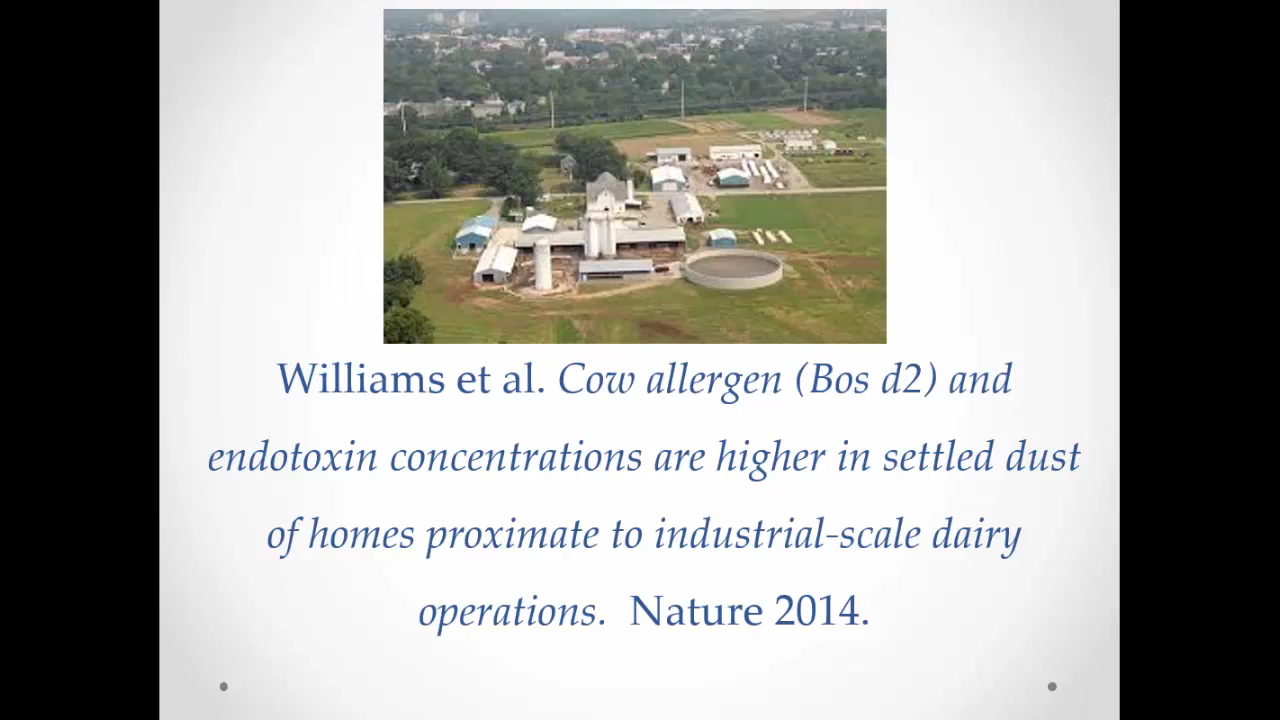 Williams et al. Cow allergen (Bos d2) and
endotoxin concentrations are higher in settled dust
of homes proximate to industrial-scale dairy
operations.  Nature 2014.